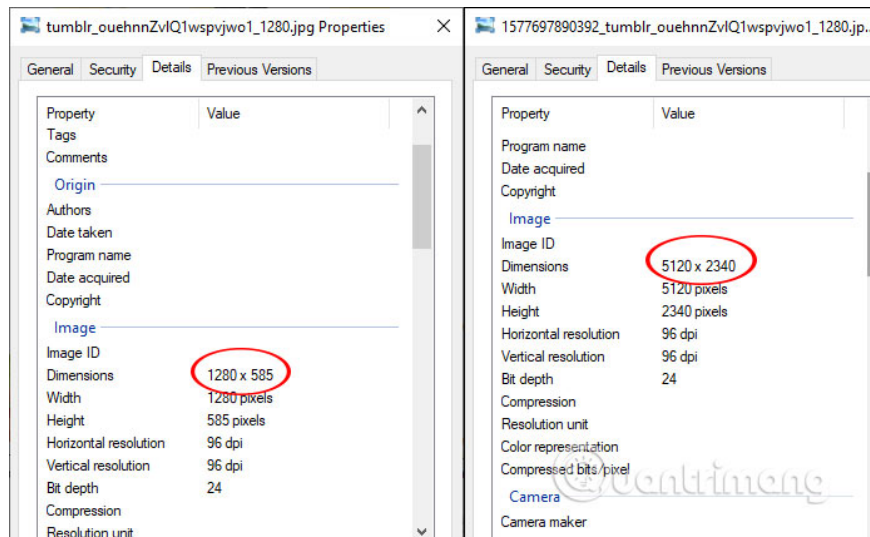 tumblr_ouehnnZvIQ1wspvjwo1_1280.jpg Properties
General Security Details Previous Versions
Property Value
Tags
Comments
Origin
Authors
Date taken
Program name
Date acquired
Copyright
Image
Image ID
Dimensions 1280 x 585
Width 1280 pixels
Height 585 pixels
Horizontal resolution 96 dpi
Vertical resolution 96 dpi
Bit depth 24
Compression
Resolution unit
1577697890392_tumblr_ouehnnZvIQ1wspvjwo1_1280.jp...
General Security Details Previous Versions
Property Value
Program name
Date acquired
Copyright
Image
Image ID
Dimensions 5120 x 2340
Width 5120 pixels
Height 2340 pixels
Horizontal resolution 96 dpi
Vertical resolution 96 dpi
Bit depth 24
Compression
Resolution unit
Color representation
Compressed bits/pixel
Quantrimang
Camera
Camera maker